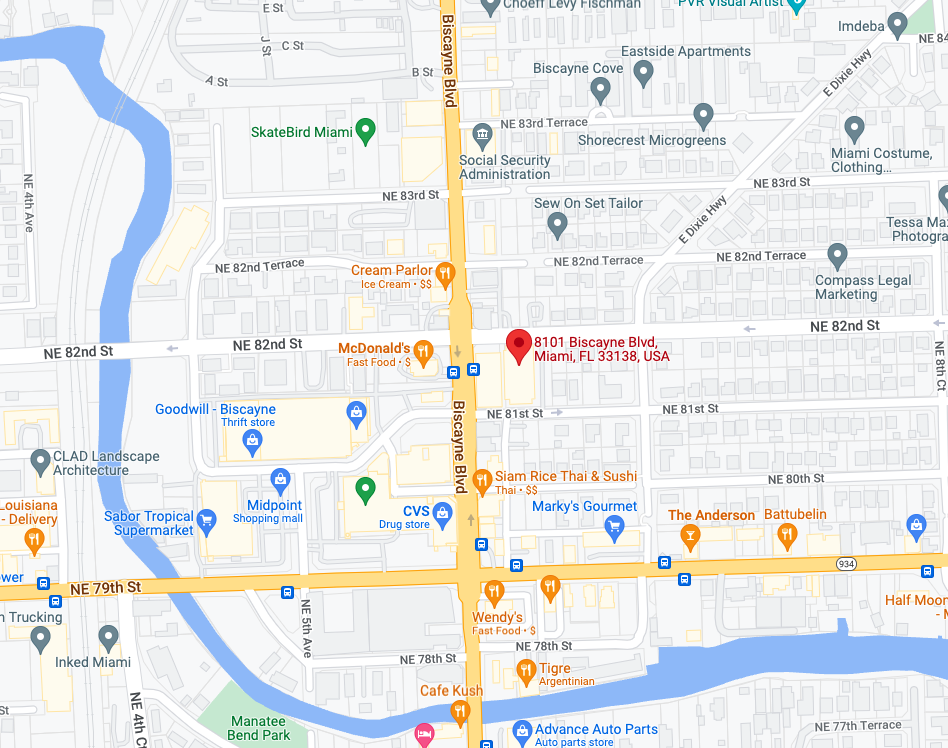 E St
Choeff Levy Fischman
PVR Visual Artist
Imdeba
NE 84
J St
C St
Biscayne Blvd
Eastside Apartments
A St
B St
Biscayne Cove
E Dixie Hwy
NE 83rd Terrace
SkateBird Miami
Shorecrest Microgreens
Social Security
Administration
Miami Costume,
Clothing...
NE 4th Ave
NE 83rd St
NE 83rd St
Sew On Set Tailor
E Dixie Hwy
Tessa Ma
Photogra
NE 82nd Terrace
Cream Parlor
Ice Cream • $$
NE 82nd Terrace
NE 82nd Terrace
Compass Legal
Marketing
NE 82nd St
NE 82nd St
NE 82nd St
McDonald's
Fast Food • $
8101 Biscayne Blvd,
Miami, FL 33138, USA
NE 8th Ct
Goodwill - Biscayne
Thrift store
Biscayne Blvd
NE 81st St
NE 81st St
CLAD Landscape
Architecture
Siam Rice Thai & Sushi
Thai • $$
NE 80th St
Louisiana
- Delivery
Sabor Tropical
Supermarket
Midpoint
Shopping mall
CVS
Drug store
Marky's Gourmet
The Anderson
Battubelin
ower
NE 79th St
934
n Trucking
Inked Miami
NE 5th Ave
Wendy's
Fast Food • $
Half Moon
NE 78th St
NE 78th St
Tigre
Argentinian
NE 4th Ct
Cafe Kush
Manatee
Bend Park
Advance Auto Parts
Auto parts store
NE 77th Terrace